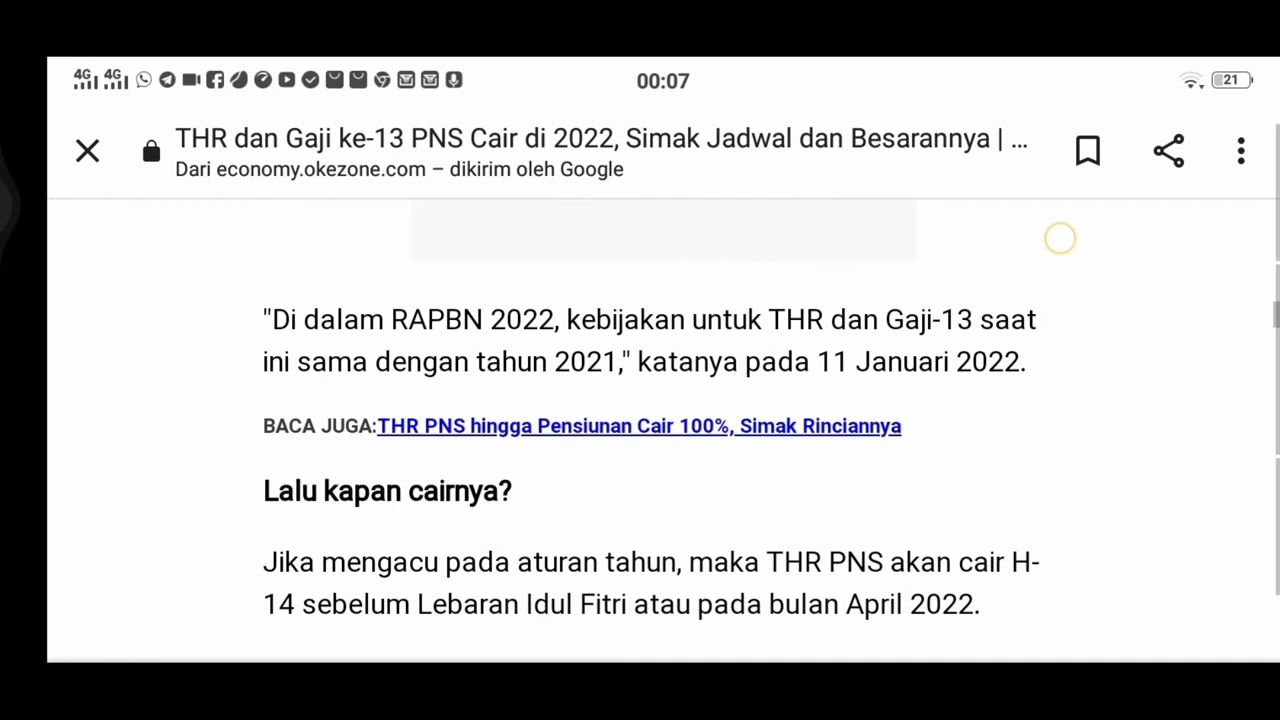 4G 4G 00:07 21
THR dan Gaji ke-13 PNS Cair di 2022, Simak Jadwal dan Besarannya | ...
Dari economy.okezone.com – dikirim oleh Google
"Di dalam RAPBN 2022, kebijakan untuk THR dan Gaji-13 saat
ini sama dengan tahun 2021," katanya pada 11 Januari 2022.
BACA JUGA:THR PNS hingga Pensiunan Cair 100%, Simak Rinciannya
Lalu kapan cairnya?
Jika mengacu pada aturan tahun, maka THR PNS akan cair H-
14 sebelum Lebaran Idul Fitri atau pada bulan April 2022.